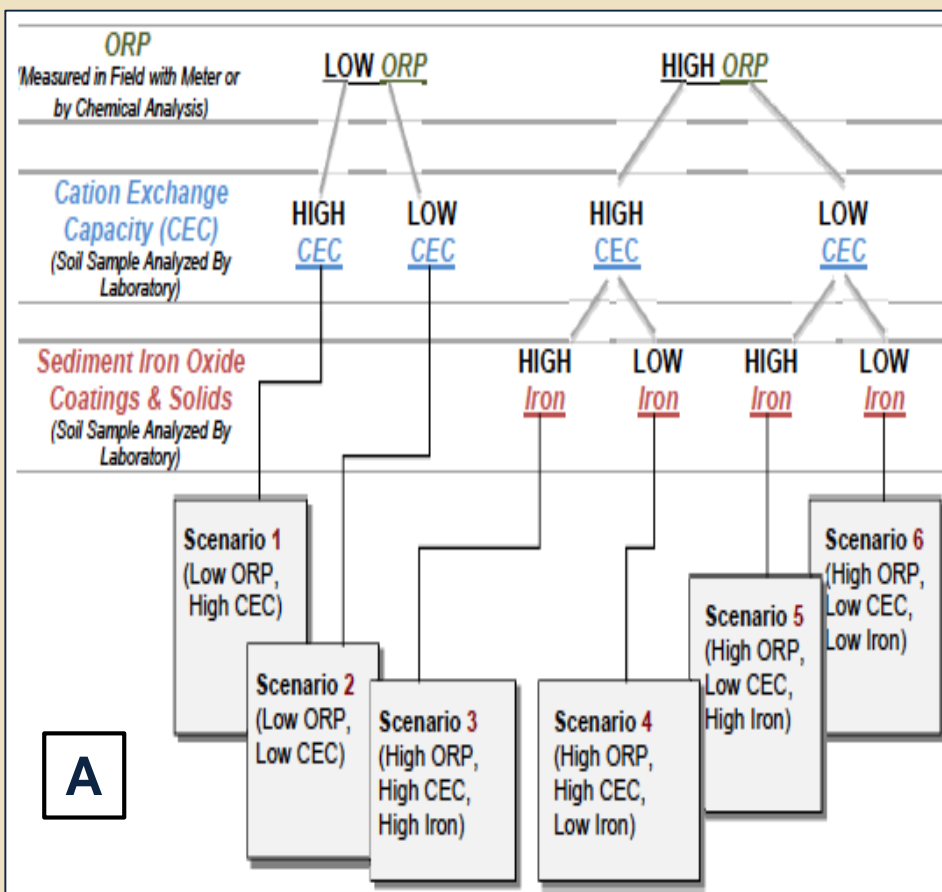 ORP
(Measured in Field with Meter or
by Chemical Analysis)
LOW ORP
HIGH ORP
Cation Exchange
Capacity (CEC)
(Soil Sample Analyzed By
Laboratory)
HIGH
CEC
LOW
CEC
HIGH
CEC
LOW
CEC
Sediment Iron Oxide
Coatings & Solids
(Soil Sample Analyzed By
Laboratory)
HIGH
Iron
LOW
Iron
HIGH
Iron
LOW
Iron
Scenario 1
(Low ORP,
High CEC)
Scenario 2
(Low ORP,
Low CEC)
Scenario 3
(High ORP,
High CEC,
High Iron)
Scenario 4
(High ORP,
High CEC,
Low Iron)
Scenario 5
(High ORP,
Low CEC,
High Iron)
Scenario 6
(High ORP,
Low CEC,
Low Iron)
A